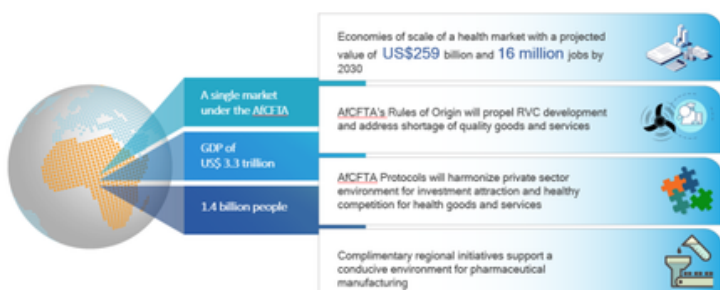 A single market
under the AfCFTA
GDP of
US$ 3.3 trillion
1.4 billion people
Economies of scale of a health market with a projected
value of US$259 billion and 16 million jobs by
2030
AfCFTA's Rules of Origin will propel RVC development
and address shortage of quality goods and services
AfCFTA Protocols will harmonize private sector
environment for investment attraction and healthy
competition for health goods and services
Complimentary regional initiatives support a
conducive environment for pharmaceutical
manufacturing